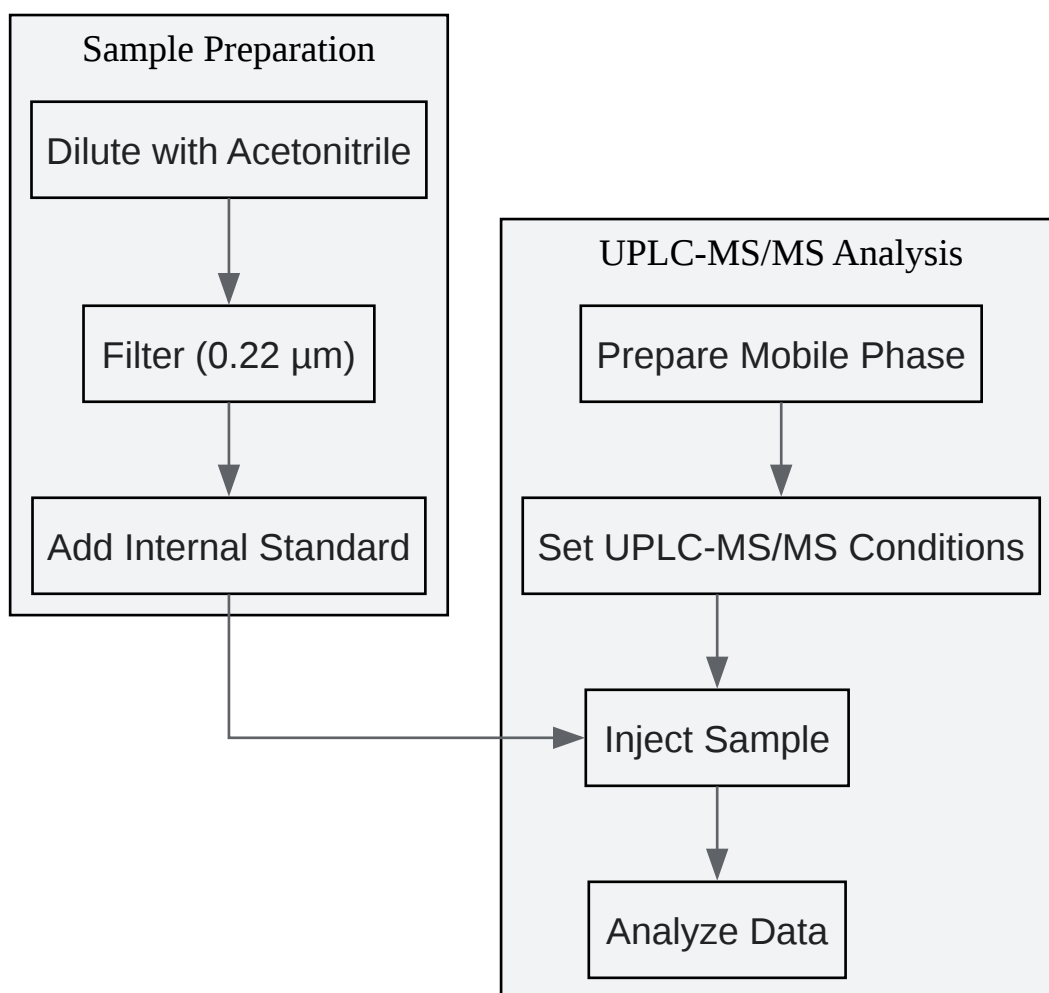 Sample Preparation
Dilute with Acetonitrile
Filter (0.22 µm)
Add Internal Standard
UPLC-MS/MS Analysis
Prepare Mobile Phase
Set UPLC-MS/MS Conditions
Inject Sample
Analyze Data